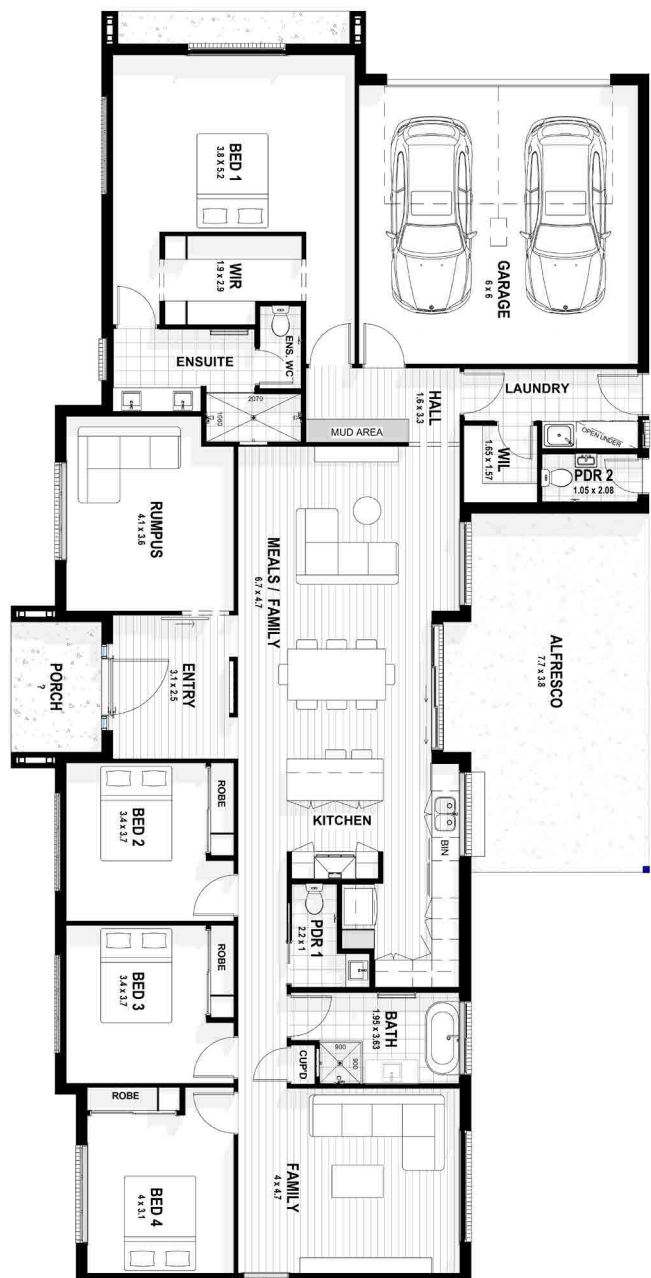 BED 1
3.8 X 5.2
GARAGE
6 x 6
WIR
1.9 x 2.9
ENS. WC
ENSUITE
2070
1060
MUD AREA
HALL
1.6 x 3.3
LAUNDRY
OPEN UNDER
WIL
1.65 x 1.57
PDR 2
1.05 x 2.08
RUMPUS
4.1 x 3.6
MEALS / FAMILY
6.7 x 4.7
ALFRESCO
7.7 x 3.8
PORCH
?
ENTRY
3.1 x 2.5
BED 2
3.4 x 3.7
ROBE
KITCHEN
BIN
PDR 1
2.2 x 1
BED 3
3.4 x 3.7
ROBE
BATH
1.95 x 3.63
CUP'D
900
900
ROBE
BED 4
4 x 3.1
FAMILY
4 x 4.7